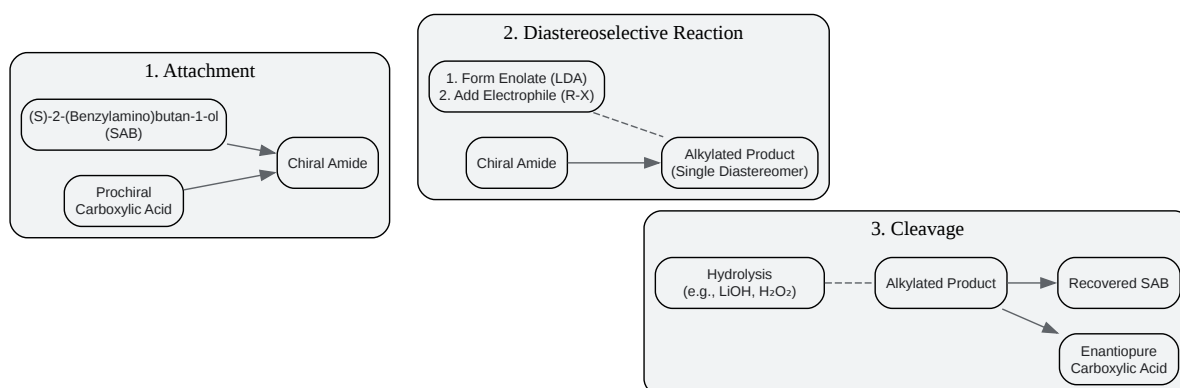 1. Attachment
(S)-2-(Benzylamino)butan-1-ol
(SAB)
Prochiral
Carboxylic Acid
Chiral Amide
2. Diastereoselective Reaction
1. Form Enolate (LDA)
2. Add Electrophile (R-X)
Chiral Amide
Alkylated Product
(Single Diastereomer)
3. Cleavage
Hydrolysis
(e.g., LiOH, H₂O₂)
Alkylated Product
Recovered SAB
Enantiopure
Carboxylic Acid